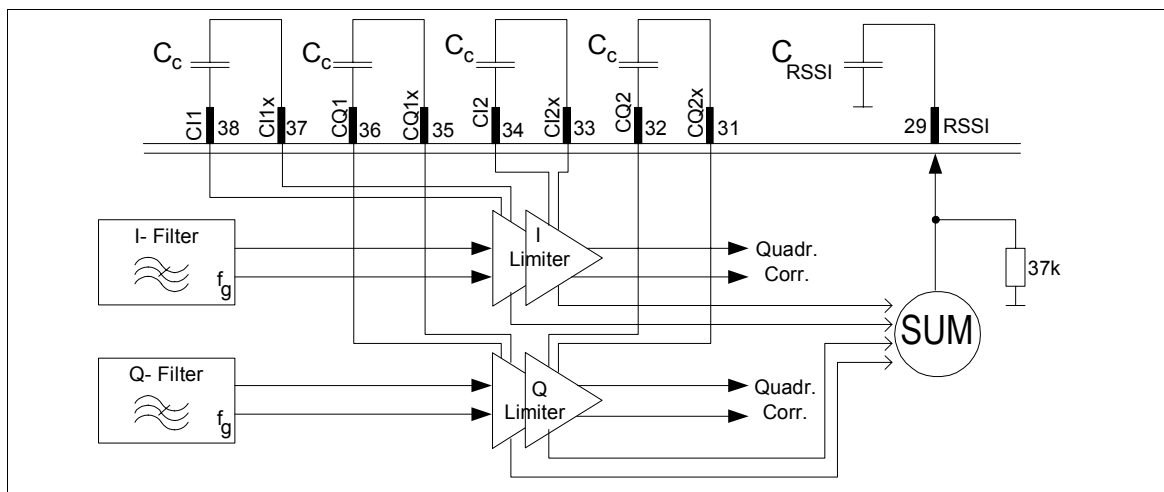 Cc Cc Cc Cc CRSSI
CI1 38 CI1x 37 CQ1 36 CQ1x 35 CI2 34 CI2x 33 CQ2 32 CQ2x 31 29 RSSI
I- Filter
fg
I
Limiter
Quadr.
Corr.
37k
SUM
Q- Filter
fg
Q
Limiter
Quadr.
Corr.